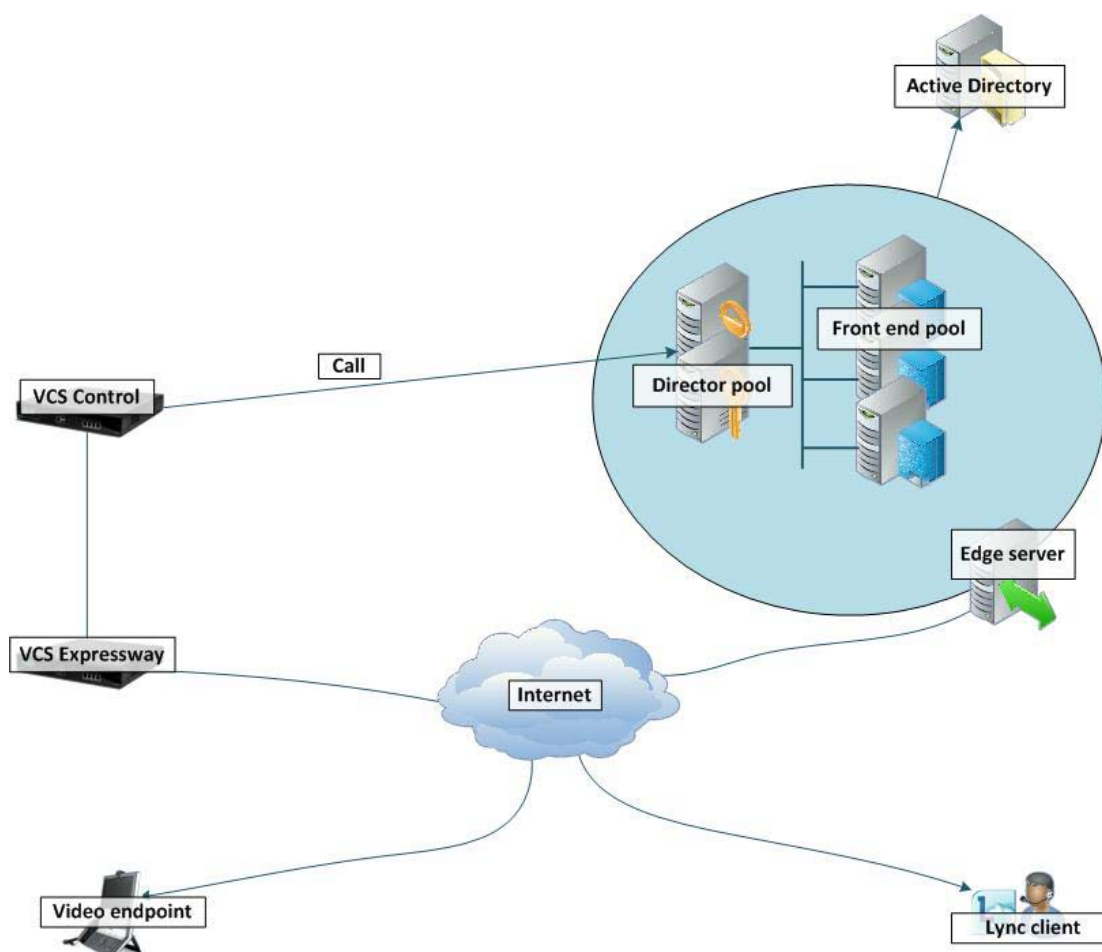 Active Directory
Front end pool
Call
Director pool
VCS Control
Edge server
VCS Expressway
Internet
Video endpoint
Lync client